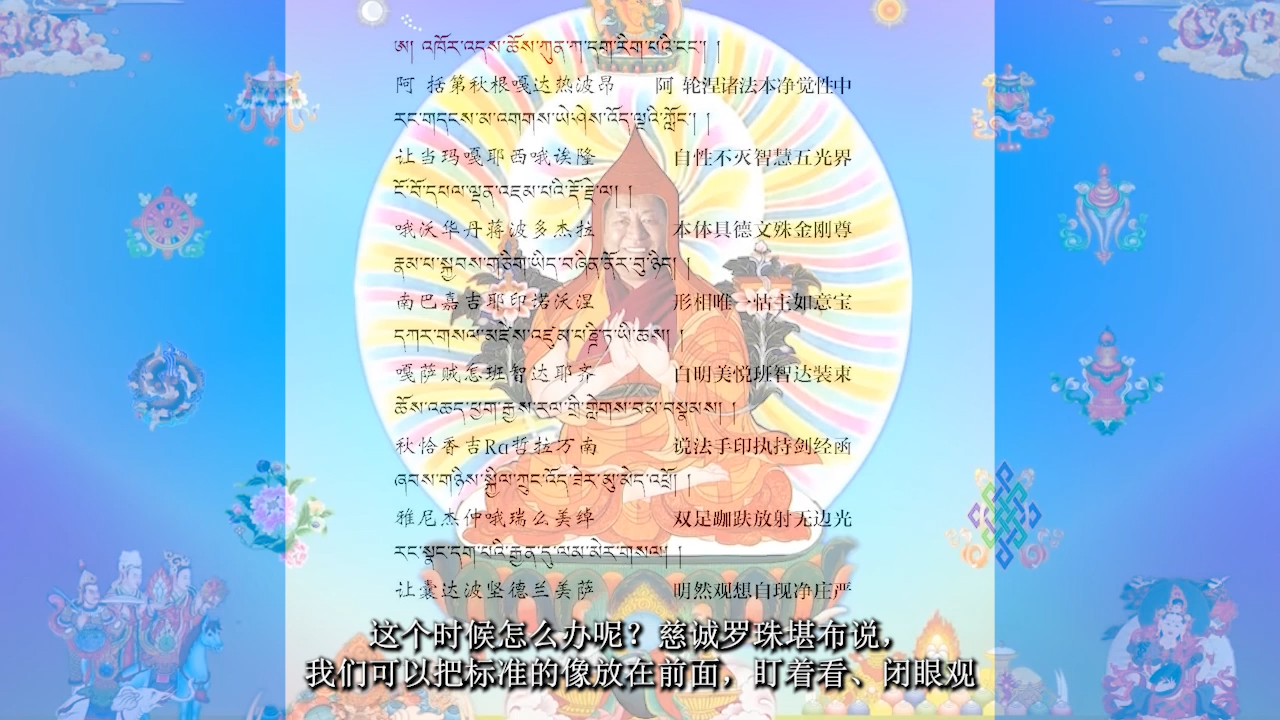 ཨ། འཁོར་འདས་ཆོས་ཀུན་ཀ་དག་རིག་པའི་ངང་། །
阿 括第秋根嘎达热波昂 阿 轮涅诸法本净觉性中
རང་གདངས་མ་འགགས་ཡེ་ཤེས་འོད་ལྔའི་ཀློང་། །
让当玛嘎耶西哦诶隆 自性不灭智慧五光界
ངོ་བོ་དཔལ་ལྡན་འཇམ་པའི་རྡོ་རྗེ་ལ། །
哦沃华丹蒋波多杰拉 本体具德文殊金刚尊
རྣམ་པ་སྐྱབས་གཅིག་ཡིད་བཞིན་ནོར་བུ་ཉིད། །
南巴嘉吉耶印诺沃涅 形相唯一怙主如意宝
དཀར་གསལ་མཛེས་འཛུམ་པཎྜི་ཏ་ཡི་ཆས། །
嘎萨贼怎班智达耶齐 白明美悦班智达装束
ཆོས་འཆད་ཕྱག་རྒྱས་རལ་གྲི་གླེགས་བམ་བསྣམས། །
秋恰香吉Ra哲拉万南 说法手印执持剑经函
ཞབས་གཉིས་སྐྱིལ་ཀྲུང་འོད་ཟེར་མུ་མེད་འཕྲོ། །
雅尼杰仲哦瑞么美绰 双足跏趺放射无边光
རང་སྣང་དག་པའི་རྒྱན་དུ་ལམ་མེར་གསལ། །
让囊达波坚德兰美萨 明然观想自现净庄严
这个时候怎么办呢？慈诚罗珠堪布说，
我们可以把标准的像放在前面，盯着看、闭眼观